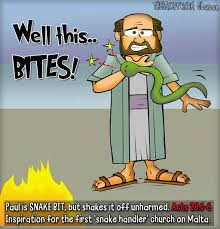 Well this..
BITES!
Paul is SNAKE BIT, but shakes it off unharmed. Acts 28:1-6
Inspiration for the first 'snake handler' church on Malta.